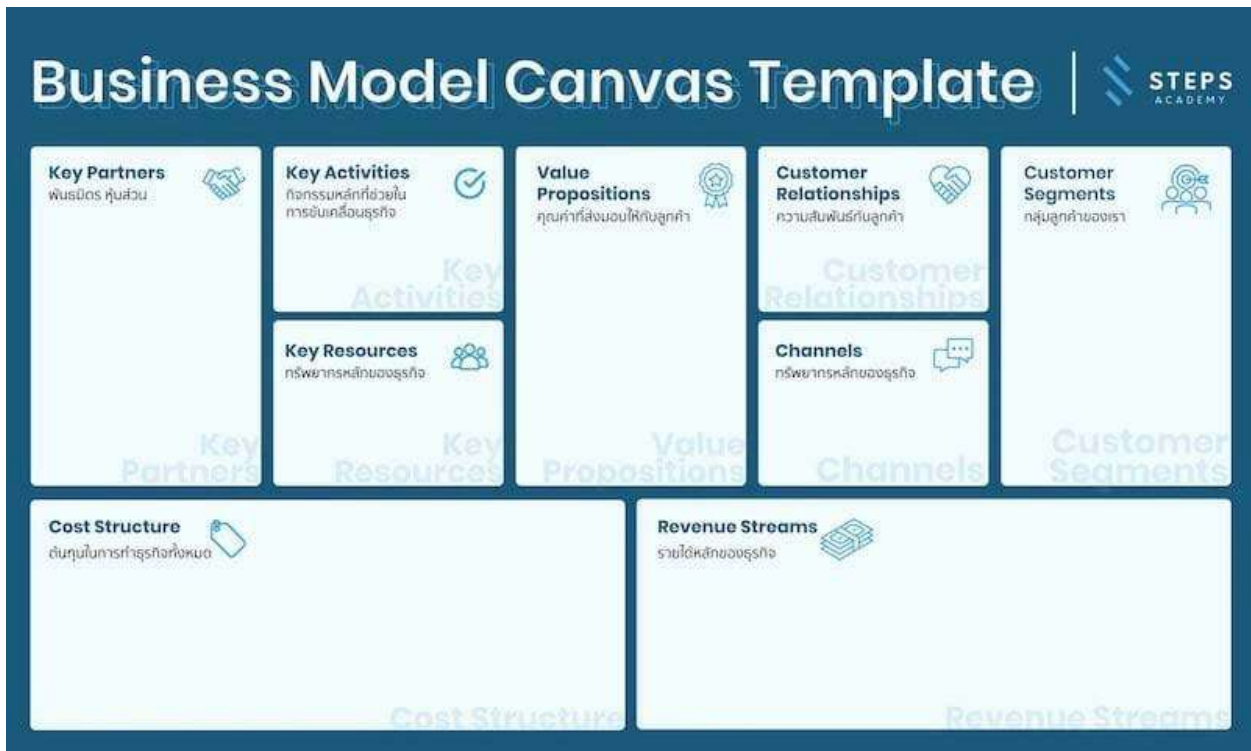 Business Model Canvas Template
STEPS
ACADEMY
Key Partners
พันธมิตร หุ้นส่วน
Key
Partners
Key Activities
กิจกรรมหลักที่ช่วยใน
การขับเคลื่อนธุรกิจ
Key
Activities
Key Resources
ทรัพยากรหลักของธุรกิจ
Key
Resources
Value
Propositions
คุณค่าที่ส่งมอบให้กับลูกค้า
Value
Propositions
Customer
Relationships
ความสัมพันธ์กับลูกค้า
Customer
Relationships
Channels
ทรัพยากรหลักของธุรกิจ
Channels
Customer
Segments
กลุ่มลูกค้าของเรา
Customer
Segments
Cost Structure
ต้นทุนในการทำธุรกิจทั้งหมด
Cost Structure
Revenue Streams
รายได้หลักของธุรกิจ
Revenue Streams